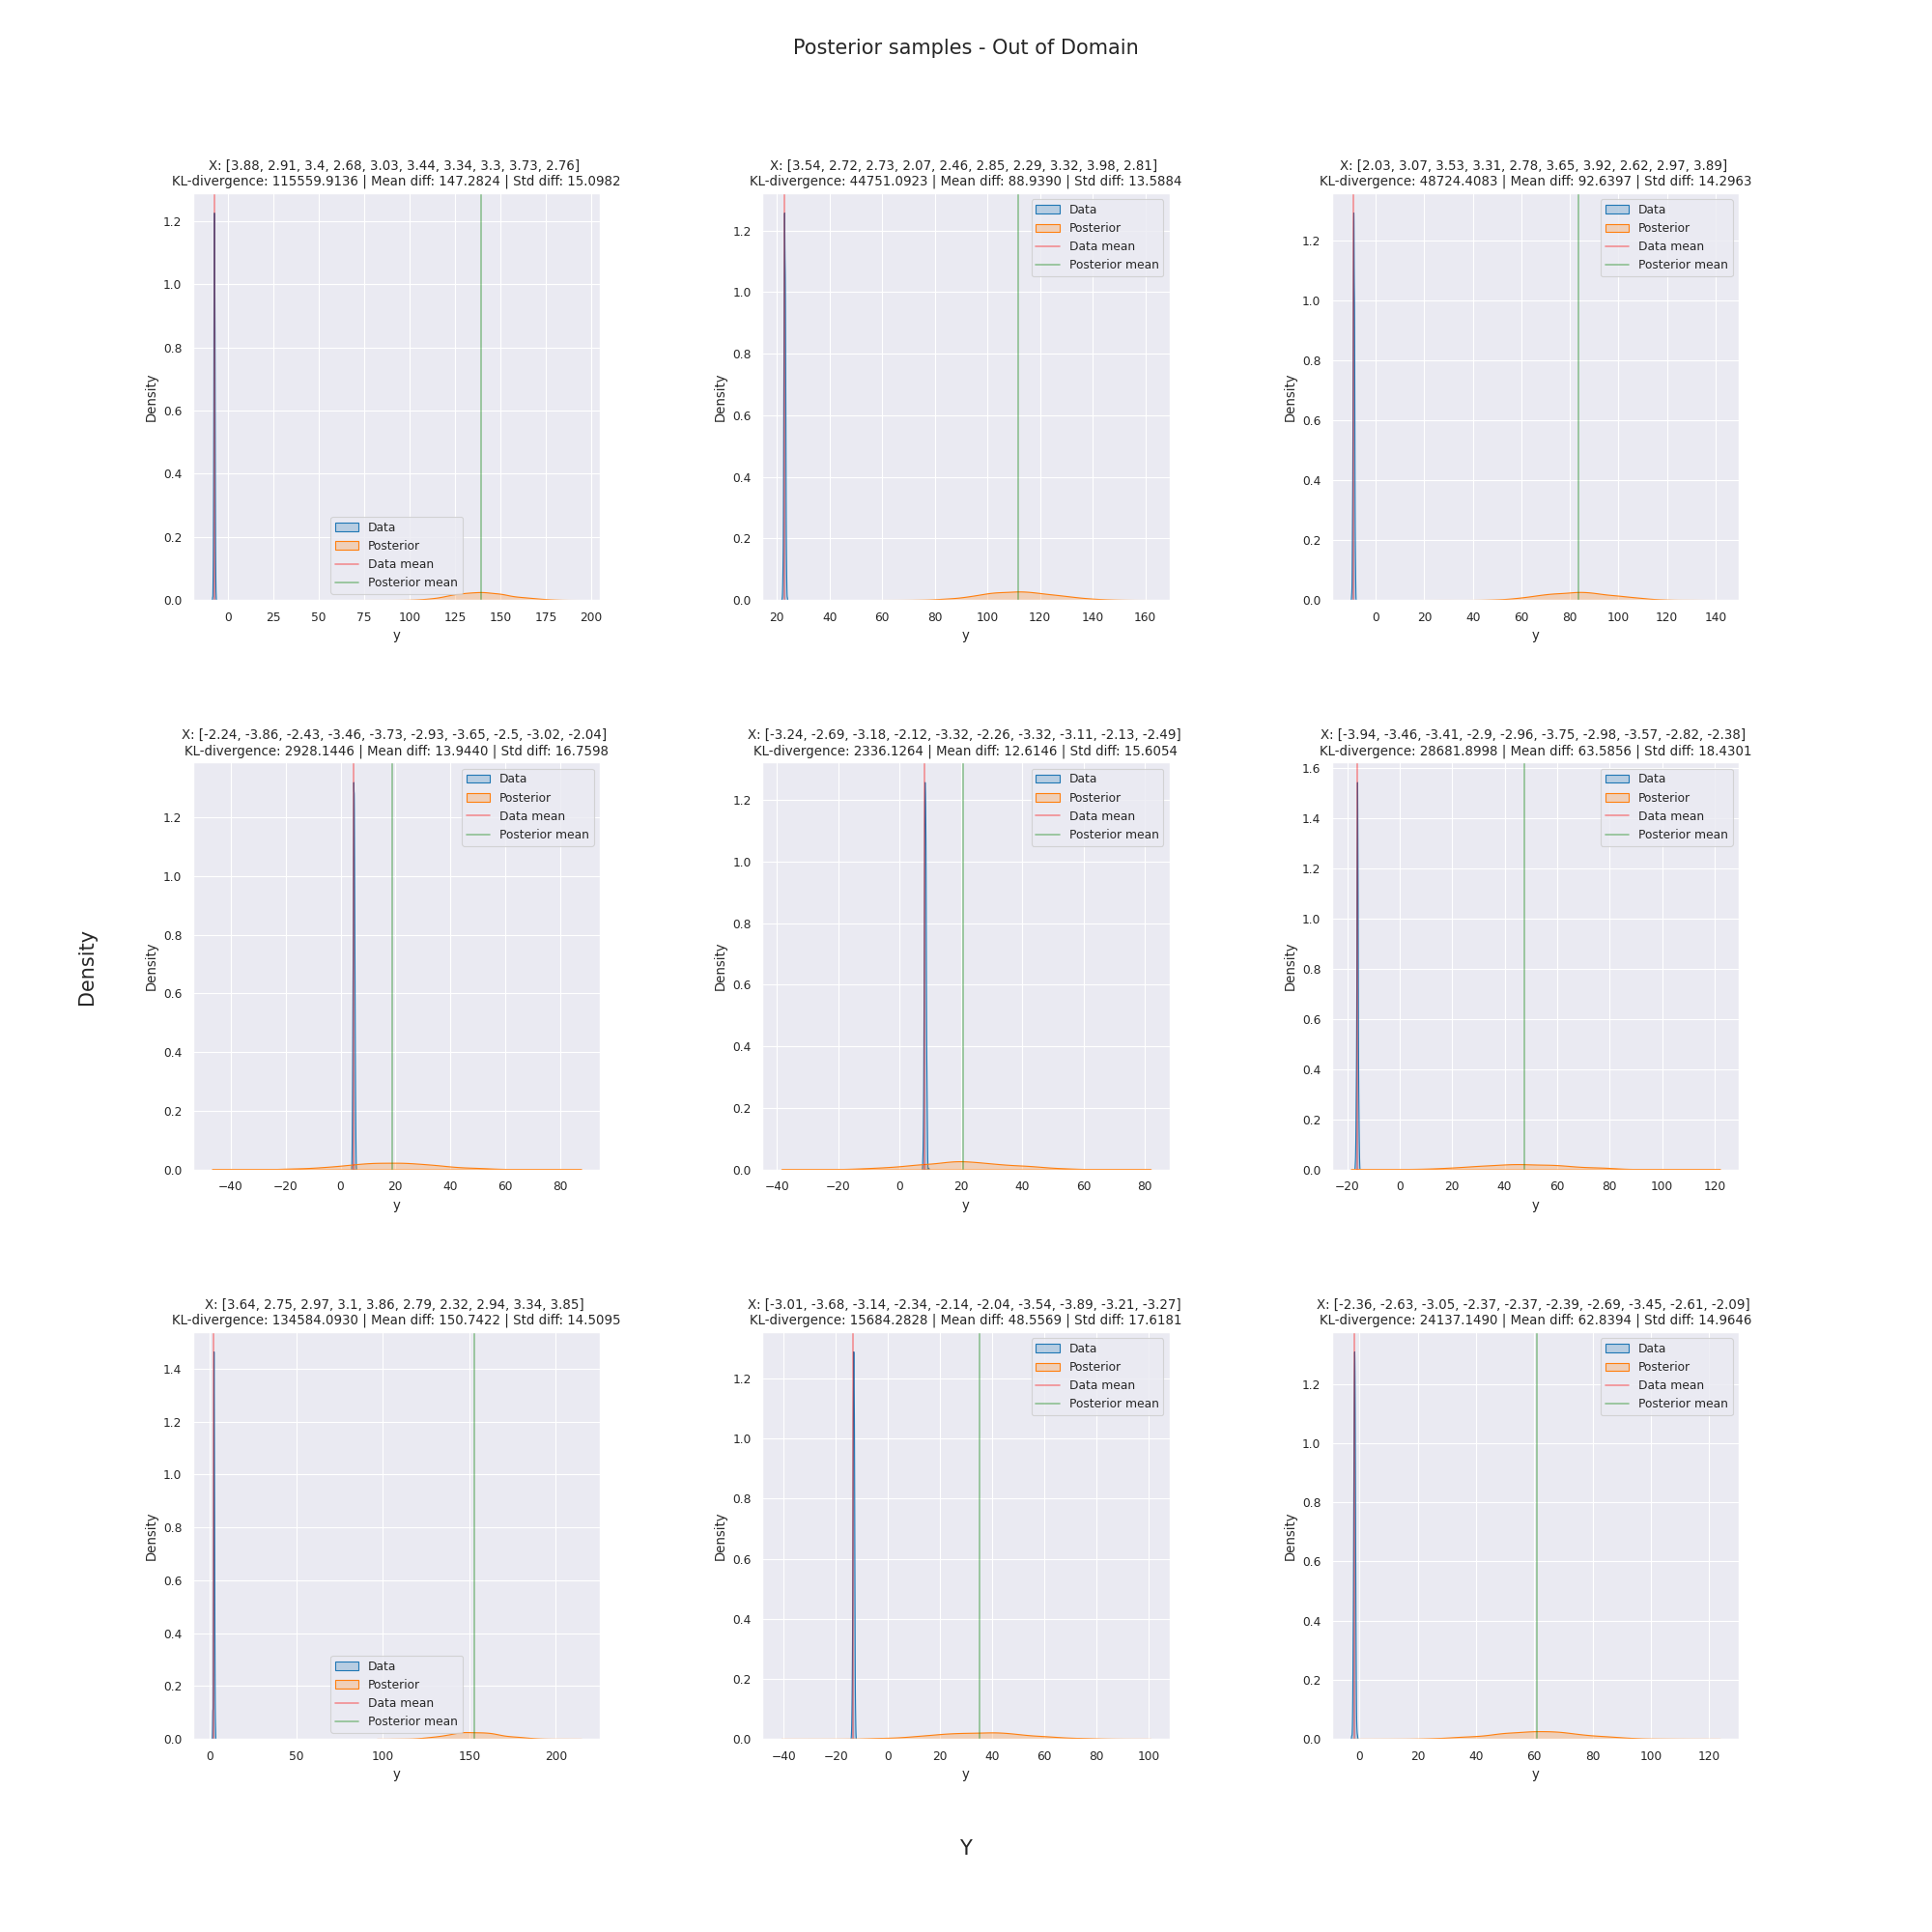 Posterior samples - Out of Domain
X: [3.88, 2.91, 3.4, 2.68, 3.03, 3.44, 3.34, 3.3, 3.73, 2.76]
KL-divergence: 115559.9136 | Mean diff: 147.2824 | Std diff: 15.0982
1.2
1.0
0.8
0.6
0.4
0.2
0.0
Density
Data
Posterior
Data mean
Posterior mean
0 25 50 75 100 125 150 175 200
y
X: [3.54, 2.72, 2.73, 2.07, 2.46, 2.85, 2.29, 3.32, 3.98, 2.81]
KL-divergence: 44751.0923 | Mean diff: 88.9390 | Std diff: 13.5884
1.2
1.0
0.8
0.6
0.4
0.2
0.0
Density
Data
Posterior
Data mean
Posterior mean
20 40 60 80 100 120 140 160
y
X: [2.03, 3.07, 3.53, 3.31, 2.78, 3.65, 3.92, 2.62, 2.97, 3.89]
KL-divergence: 48724.4083 | Mean diff: 92.6397 | Std diff: 14.2963
1.2
1.0
0.8
0.6
0.4
0.2
0.0
Density
Data
Posterior
Data mean
Posterior mean
0 20 40 60 80 100 120 140
y
Density
X: [-2.24, -3.86, -2.43, -3.46, -3.73, -2.93, -3.65, -2.5, -3.02, -2.04]
KL-divergence: 2928.1446 | Mean diff: 13.9440 | Std diff: 16.7598
1.2
1.0
0.8
0.6
0.4
0.2
0.0
Density
Data
Posterior
Data mean
Posterior mean
−40 −20 0 20 40 60 80
y
X: [-3.24, -2.69, -3.18, -2.12, -3.32, -2.26, -3.32, -3.11, -2.13, -2.49]
KL-divergence: 2336.1264 | Mean diff: 12.6146 | Std diff: 15.6054
1.2
1.0
0.8
0.6
0.4
0.2
0.0
Density
Data
Posterior
Data mean
Posterior mean
−40 −20 0 20 40 60 80
y
X: [-3.94, -3.46, -3.41, -2.9, -2.96, -3.75, -2.98, -3.57, -2.82, -2.38]
KL-divergence: 28681.8998 | Mean diff: 63.5856 | Std diff: 18.4301
1.6
1.4
1.2
1.0
0.8
0.6
0.4
0.2
0.0
Density
Data
Posterior
Data mean
Posterior mean
−20 0 20 40 60 80 100 120
y
X: [3.64, 2.75, 2.97, 3.1, 3.86, 2.79, 2.32, 2.94, 3.34, 3.85]
KL-divergence: 134584.0930 | Mean diff: 150.7422 | Std diff: 14.5095
1.4
1.2
1.0
0.8
0.6
0.4
0.2
0.0
Density
Data
Posterior
Data mean
Posterior mean
0 50 100 150 200
y
X: [-3.01, -3.68, -3.14, -2.34, -2.14, -2.04, -3.54, -3.89, -3.21, -3.27]
KL-divergence: 15684.2828 | Mean diff: 48.5569 | Std diff: 17.6181
1.2
1.0
0.8
0.6
0.4
0.2
0.0
Density
Data
Posterior
Data mean
Posterior mean
−40 −20 0 20 40 60 80 100
y
X: [-2.36, -2.63, -3.05, -2.37, -2.37, -2.39, -2.69, -3.45, -2.61, -2.09]
KL-divergence: 24137.1490 | Mean diff: 62.8394 | Std diff: 14.9646
1.2
1.0
0.8
0.6
0.4
0.2
0.0
Density
Data
Posterior
Data mean
Posterior mean
0 20 40 60 80 100 120
y
Y